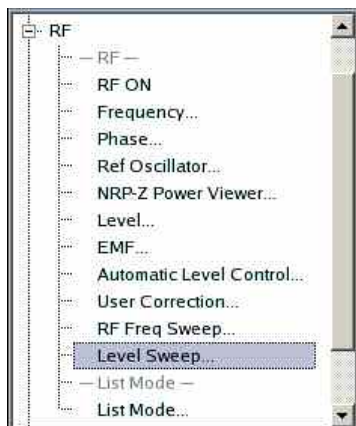 RF
— RF —
RF ON
Frequency...
Phase...
Ref Oscillator...
NRP-Z Power Viewer...
Level...
EMF...
Automatic Level Control...
User Correction...
RF Freq Sweep...
Level Sweep...
— List Mode —
List Mode...